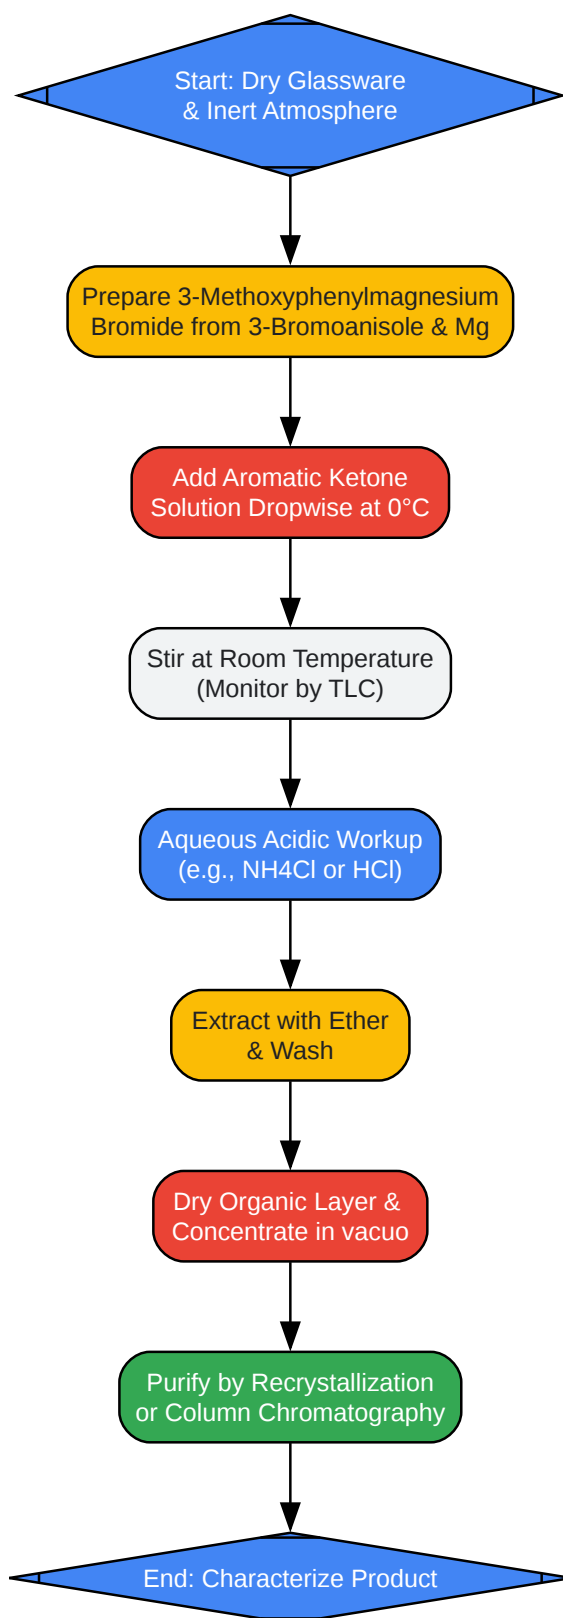 Start: Dry Glassware
& Inert Atmosphere
Prepare 3-Methoxyphenylmagnesium
Bromide from 3-Bromoanisole & Mg
Add Aromatic Ketone
Solution Dropwise at 0°C
Stir at Room Temperature
(Monitor by TLC)
Aqueous Acidic Workup
(e.g., NH4Cl or HCl)
Extract with Ether
& Wash
Dry Organic Layer &
Concentrate in vacuo
Purify by Recrystallization
or Column Chromatography
End: Characterize Product